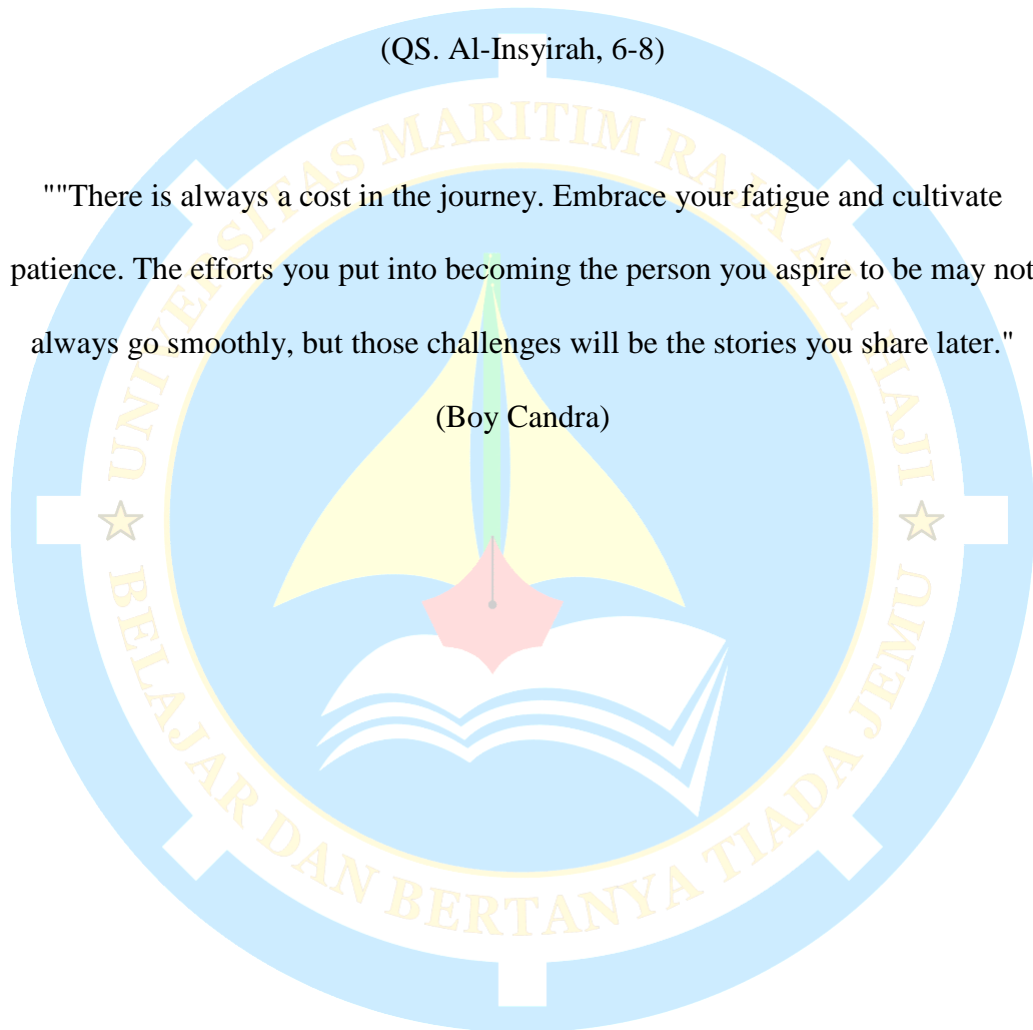 (QS. Al-Insyirah, 6-8)
""There is always a cost in the journey. Embrace your fatigue and cultivate
patience. The efforts you put into becoming the person you aspire to be may not
always go smoothly, but those challenges will be the stories you share later."
(Boy Candra)
UNIVERSITAS MARITIM RAJA ALI HAJI
BELAJAR DAN BERTANYA TIADA JEMU